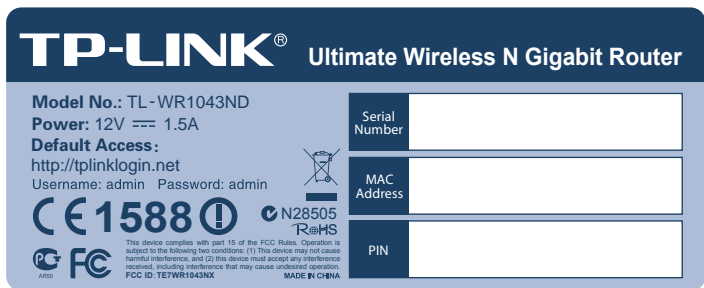 TP-LINK® Ultimate Wireless N Gigabit Router
Model No.: TL-WR1043ND
Power: 12V ⎓ 1.5A
Default Access:
http://tplinklogin.net
Username: admin Password: admin
CE1588
N28505
RoHS
This device complies with part 15 of the FCC Rules. Operation is
subject to the following two conditions: (1) This device may not cause
harmful interference, and (2) this device must accept any interference
received, including interference that may cause undesired operation.
FCC ID: TE7WR1043NX MADE IN CHINA
AR50
FC
Serial
Number
MAC
Address
PIN